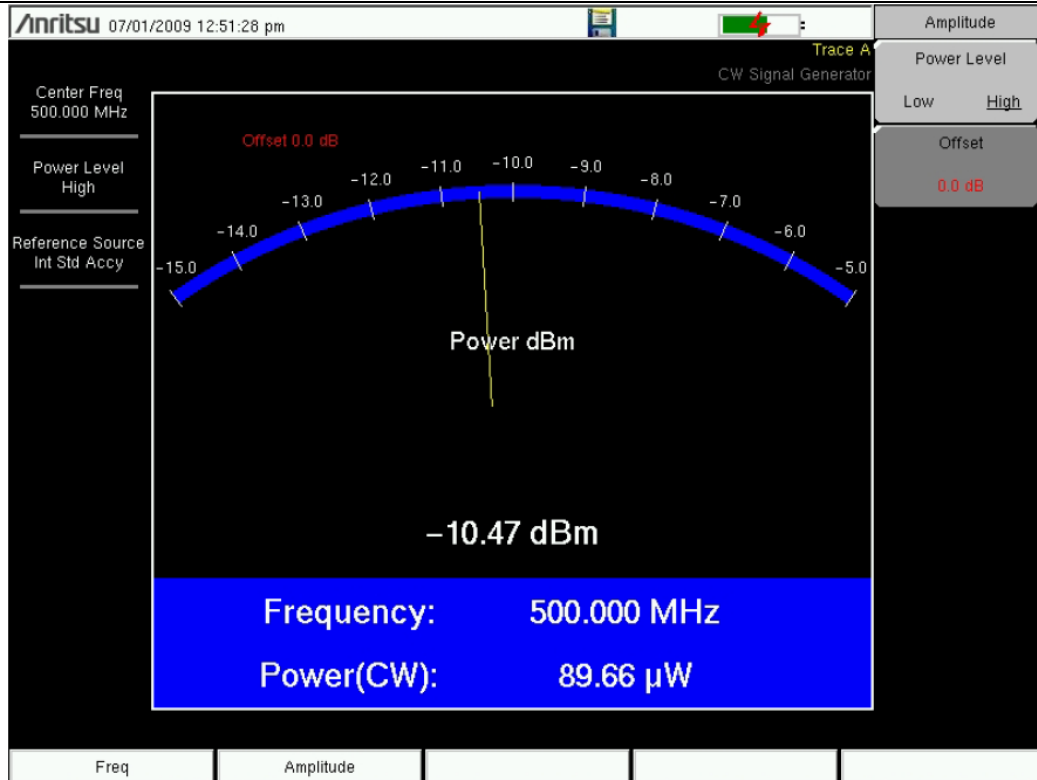 Anritsu 07/01/2009 12:51:28 pm
Amplitude
Trace A
CW Signal Generator
Power Level
Low High
Offset
0.0 dB
Center Freq
500.000 MHz
Power Level
High
Reference Source
Int Std Accy
Offset 0.0 dB
-15.0 -14.0 -13.0 -12.0 -11.0 -10.0 -9.0 -8.0 -7.0 -6.0 -5.0
Power dBm
-10.47 dBm
Frequency: 500.000 MHz
Power(CW): 89.66 µW
Freq Amplitude